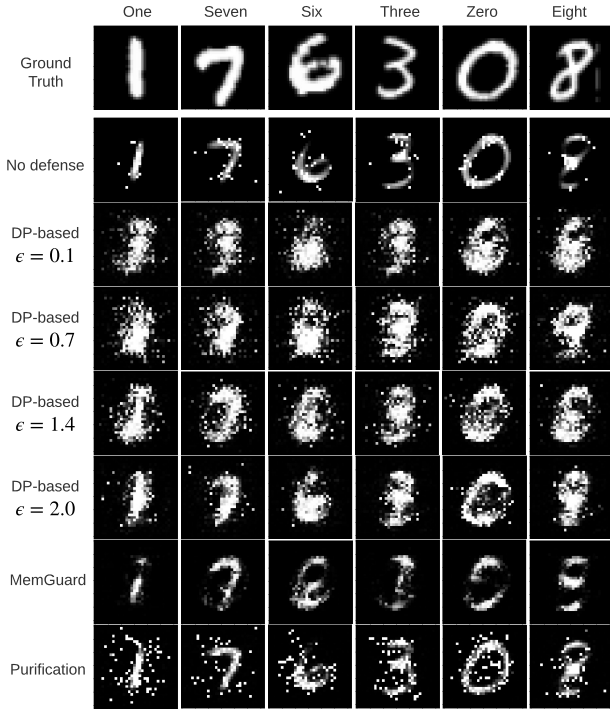 One Seven Six Three Zero Eight
Ground
Truth
No defense
DP-based
ϵ = 0.1
DP-based
ϵ = 0.7
DP-based
ϵ = 1.4
DP-based
ϵ = 2.0
MemGuard
Purification